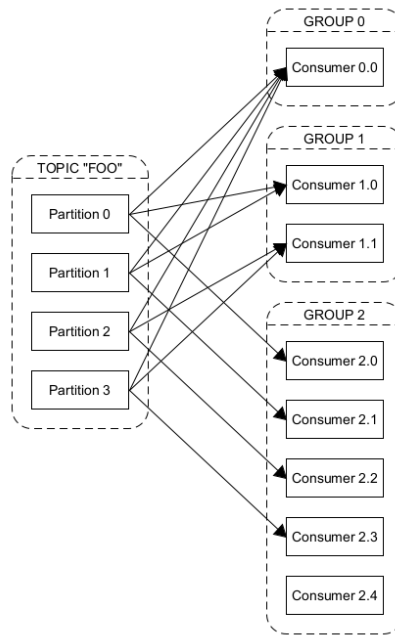 GROUP 0
Consumer 0.0
GROUP 1
Consumer 1.0
Consumer 1.1
TOPIC "FOO"
Partition 0
Partition 1
Partition 2
Partition 3
GROUP 2
Consumer 2.0
Consumer 2.1
Consumer 2.2
Consumer 2.3
Consumer 2.4